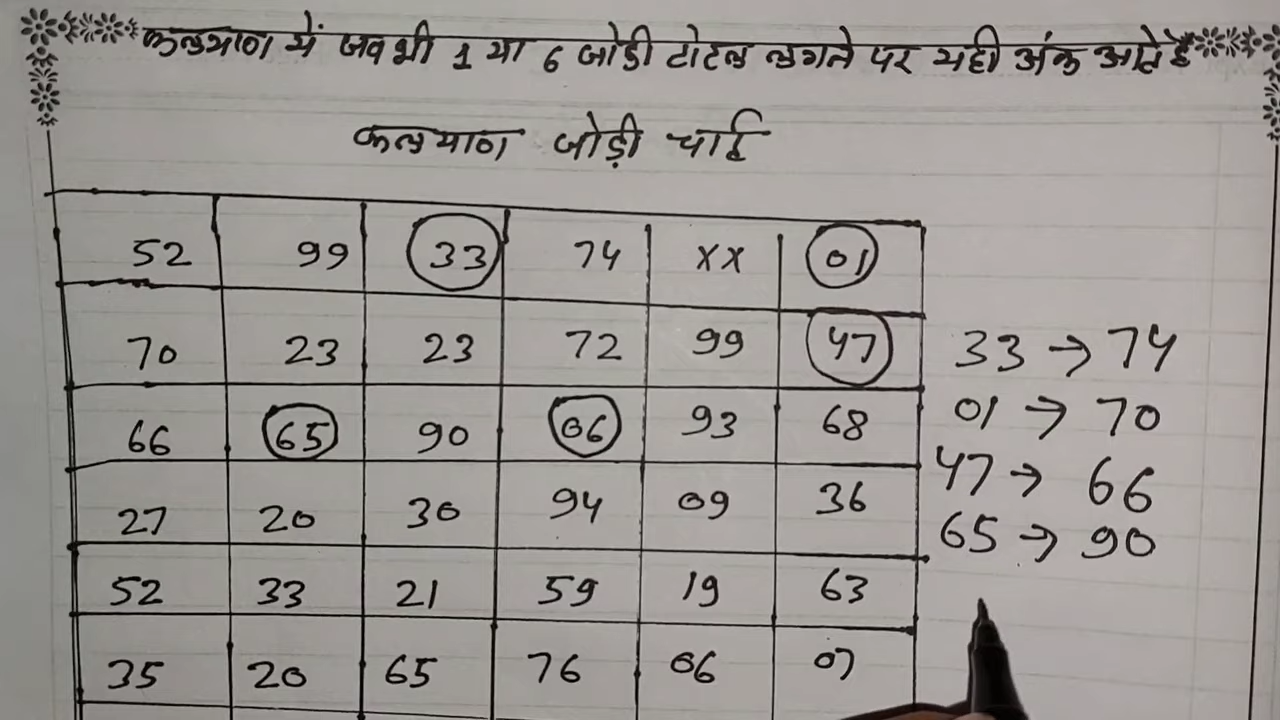 कल्याण में जब भी 1 या 6 जोडी टोटल लगने पर यही अंक आते है
कल्याण जोड़ी चार्ट
52 99 33 74 XX 01
70 23 23 72 99 47
66 65 90 06 93 68
27 20 30 94 09 36
52 33 21 59 19 63
35 20 65 76 06 07
33 → 74
01 → 70
47 → 66
65 → 90